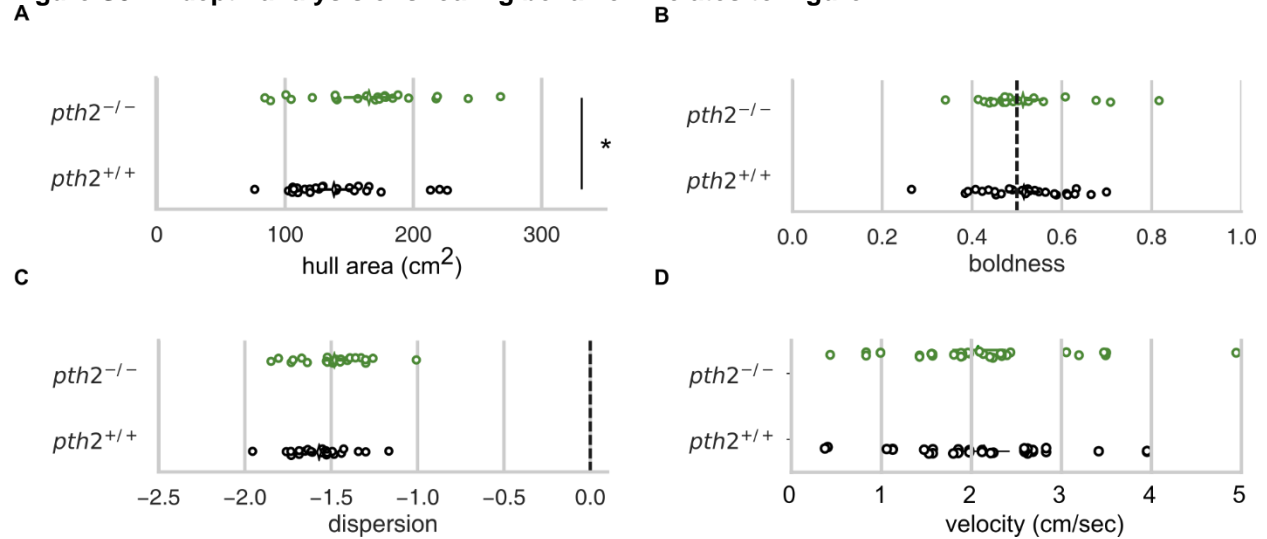 A
B
pth2−/−
pth2+/+
*
0 100 200 300
hull area (cm2)
pth2−/−
pth2+/+
0.0 0.2 0.4 0.6 0.8 1.0
boldness
C
D
pth2−/−
pth2+/+
−2.5 −2.0 −1.5 −1.0 −0.5 0.0
dispersion
pth2−/−
pth2+/+
0 1 2 3 4 5
velocity (cm/sec)